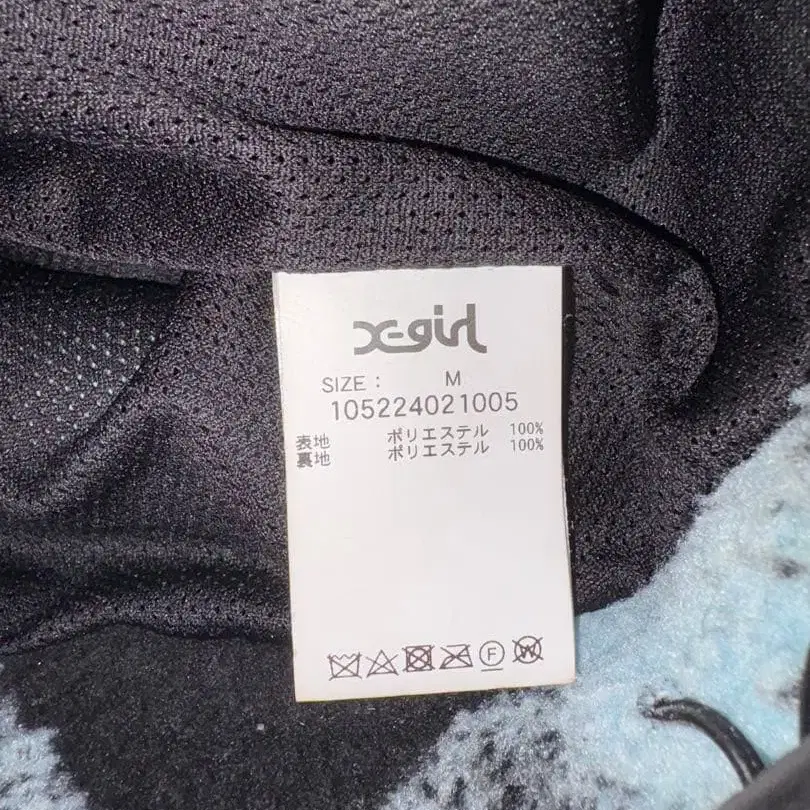 X-girl
SIZE： M
105224021005
表地 ポリエステル 100%
裏地 ポリエステル 100%
F W